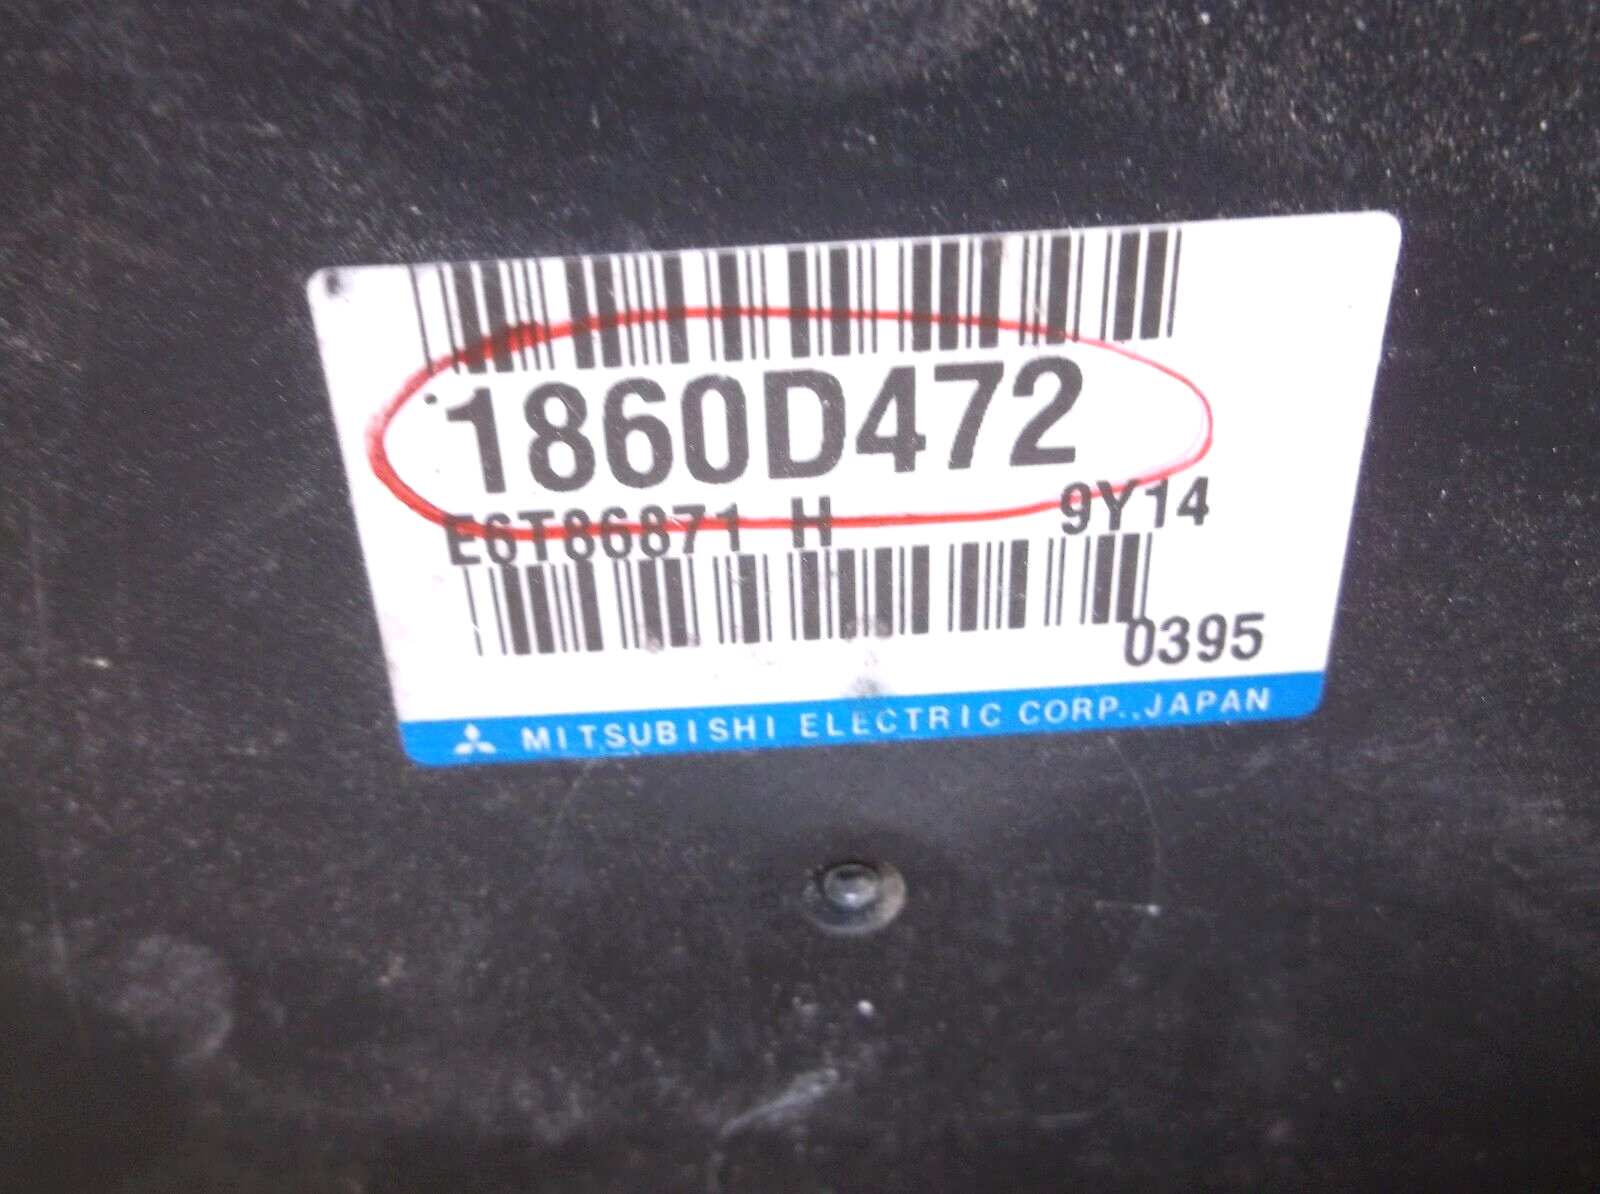 1860D472
E6T86871 H 9Y14
0395
MITSUBISHI ELECTRIC CORP.,JAPAN